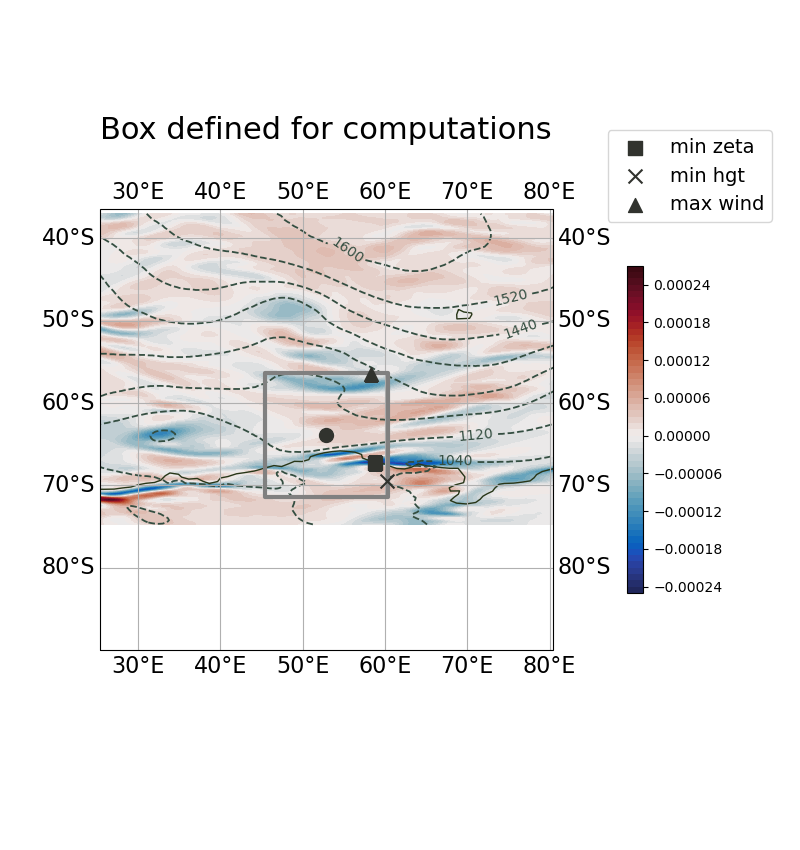 Box defined for computations
min zeta
min hgt
max wind
30°E 40°E 50°E 60°E 70°E 80°E
40°S 40°S
50°S 50°S
60°S 60°S
70°S 70°S
80°S 80°S
30°E 40°E 50°E 60°E 70°E 80°E
1600
1520
1440
1120
1040
0.00024
0.00018
0.00012
0.00006
0.00000
−0.00006
−0.00012
−0.00018
−0.00024